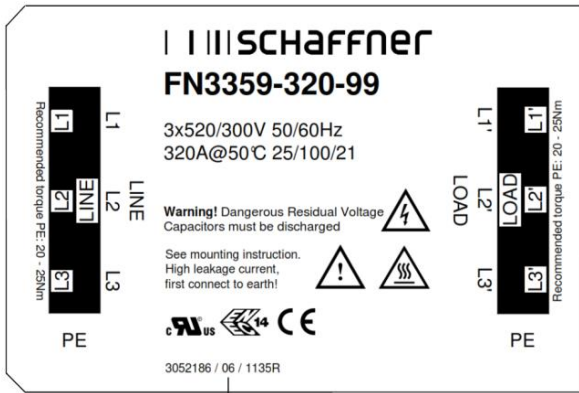 SCHAFFNER
FN3359-320-99
3x520/300V 50/60Hz
320A@50°C 25/100/21
Warning! Dangerous Residual Voltage
Capacitors must be discharged
See mounting instruction.
High leakage current,
first connect to earth!
c RU US 14 CE
3052186 / 06 / 1135R
Recommended torque PE: 20 - 25Nm
L1
L2
L3
LINE
L1
L2
L3
LINE
PE
L1'
L2'
L3'
LOAD
L1'
L2'
L3'
LOAD
Recommended torque PE: 20 - 25Nm
PE